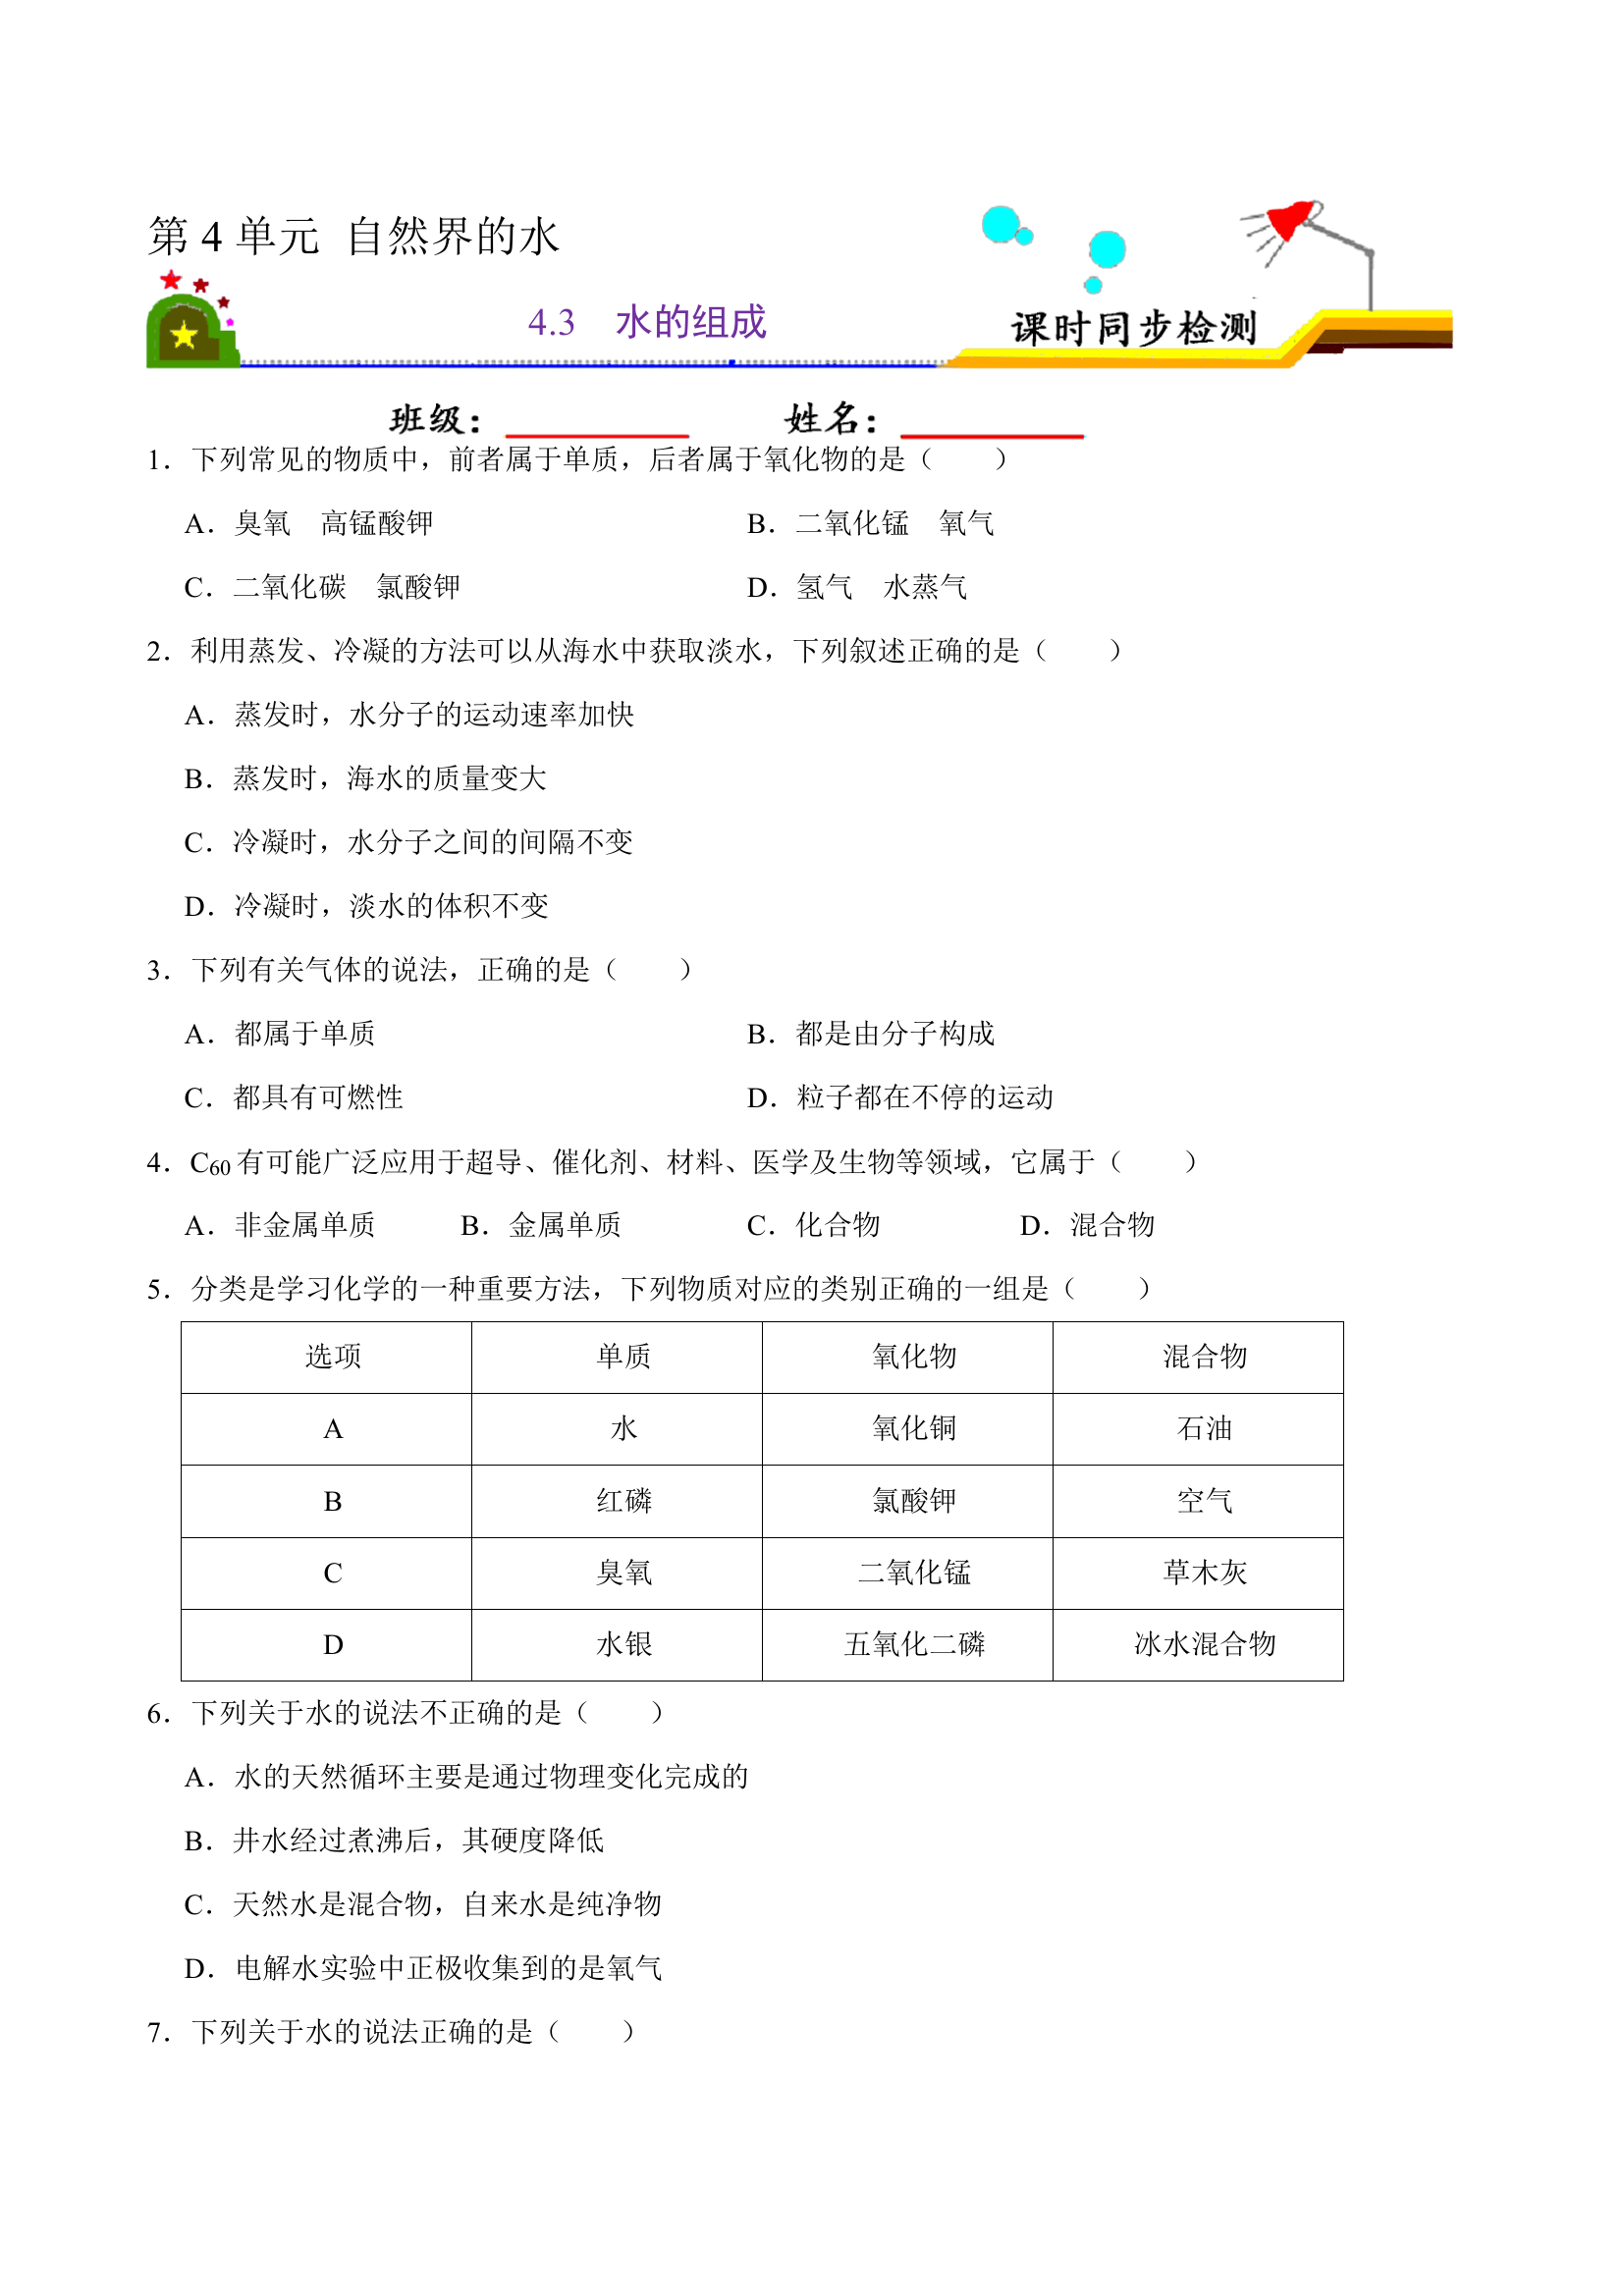 第 4 单元 自然界的水
4.3 水的组成
课时同步检测
班级： 姓名：
1．下列常见的物质中，前者属于单质，后者属于氧化物的是（　　）
A．臭氧　高锰酸钾 B．二氧化锰　氧气
C．二氧化碳　氯酸钾 D．氢气　水蒸气
2．利用蒸发、冷凝的方法可以从海水中获取淡水，下列叙述正确的是（　　）
A．蒸发时，水分子的运动速率加快
B．蒸发时，海水的质量变大
C．冷凝时，水分子之间的间隔不变
D．冷凝时，淡水的体积不变
3．下列有关气体的说法，正确的是（　　）
A．都属于单质 B．都是由分子构成
C．都具有可燃性 D．粒子都在不停的运动
4．C₆₀有可能广泛应用于超导、催化剂、材料、医学及生物等领域，它属于（　　）
A．非金属单质 B．金属单质 C．化合物 D．混合物
5．分类是学习化学的一种重要方法，下列物质对应的类别正确的一组是（　　）
选项 单质 氧化物 混合物
A 水 氧化铜 石油
B 红磷 氯酸钾 空气
C 臭氧 二氧化锰 草木灰
D 水银 五氧化二磷 冰水混合物
6．下列关于水的说法不正确的是（　　）
A．水的天然循环主要是通过物理变化完成的
B．井水经过煮沸后，其硬度降低
C．天然水是混合物，自来水是纯净物
D．电解水实验中正极收集到的是氧气
7．下列关于水的说法正确的是（　　）